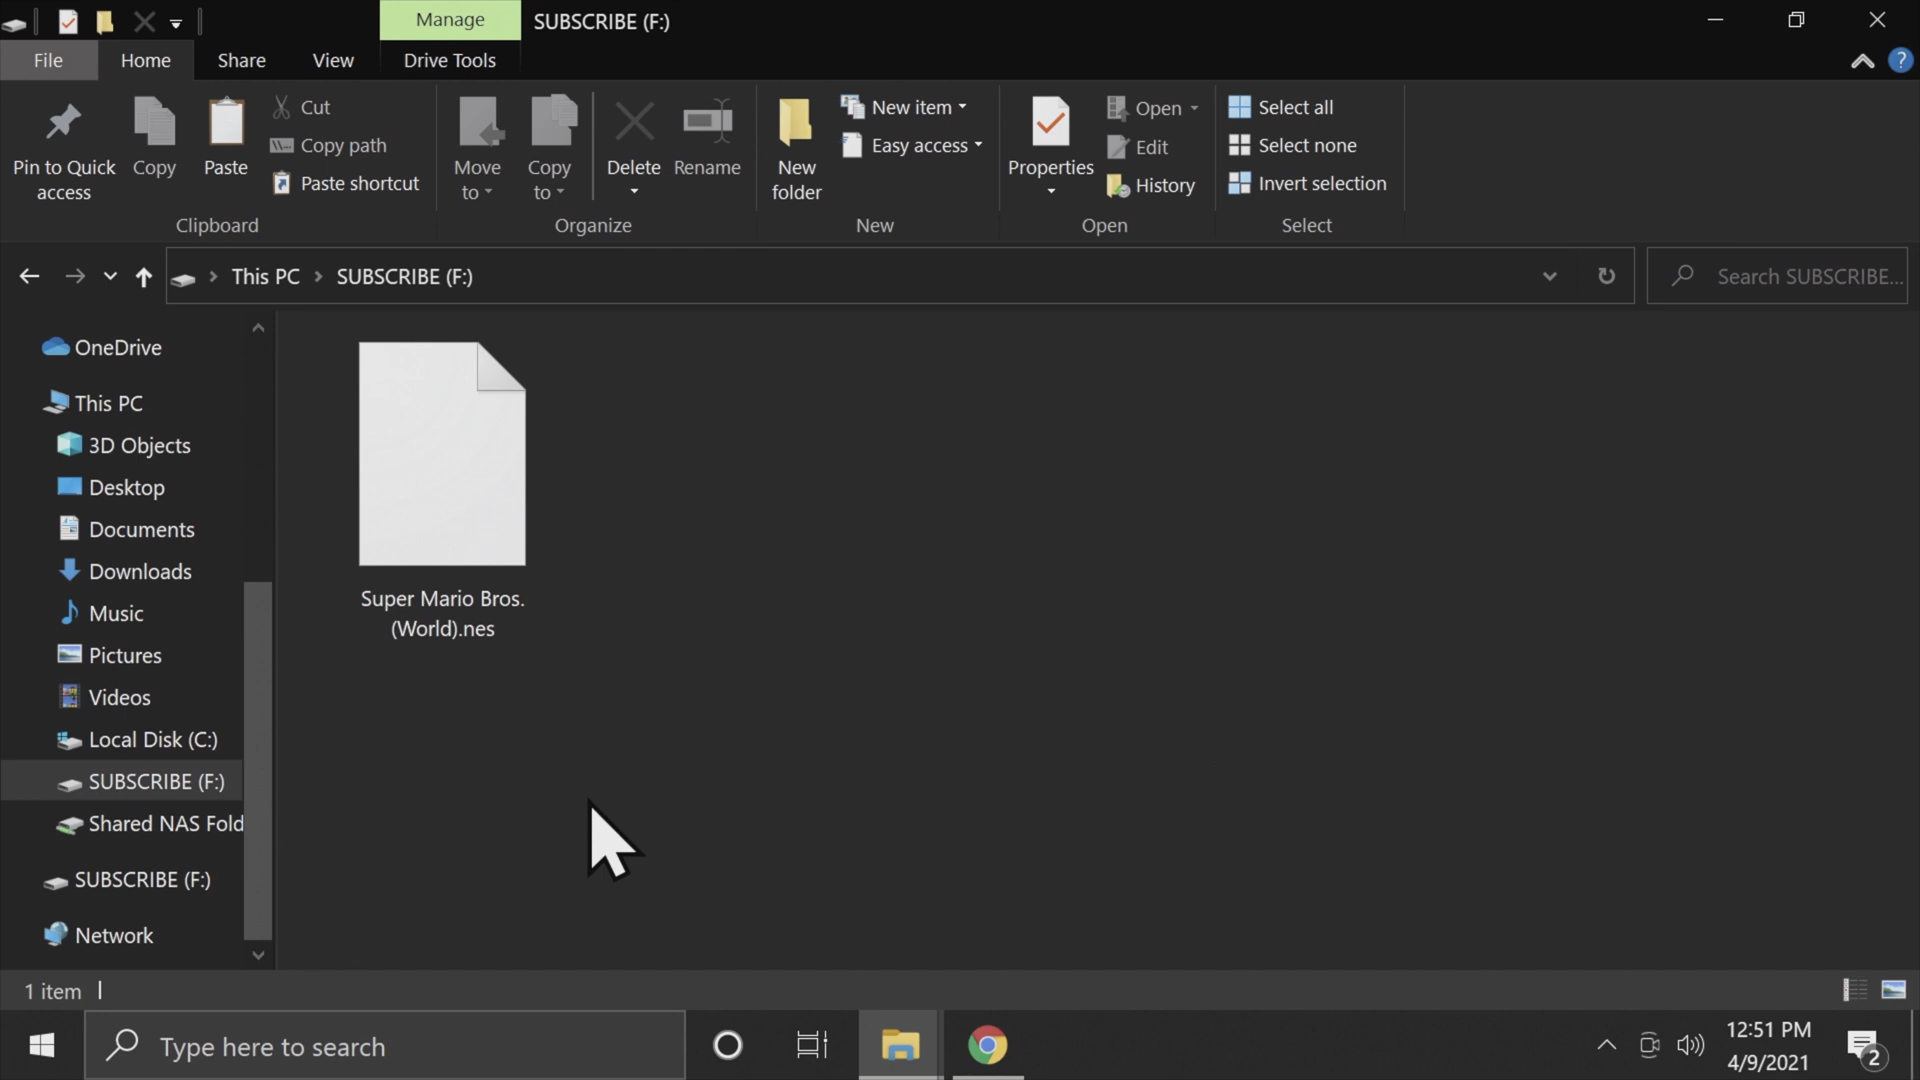 Manage
SUBSCRIBE (F:)
File
Home
Share
View
Drive Tools
?
Pin to Quick
access
Copy
Paste
Cut
Copy path
Paste shortcut
Clipboard
Move
to
Copy
to
Delete
Rename
Organize
New
folder
New item
Easy access
New
Properties
Open
Edit
History
Open
Select all
Select none
Invert selection
Select
This PC
SUBSCRIBE (F:)
Search SUBSCRIBE...
OneDrive
This PC
3D Objects
Desktop
Documents
Downloads
Music
Pictures
Videos
Local Disk (C:)
SUBSCRIBE (F:)
Shared NAS Fold
SUBSCRIBE (F:)
Network
Super Mario Bros.
(World).nes
1 item
Type here to search
12:51 PM
4/9/2021
2